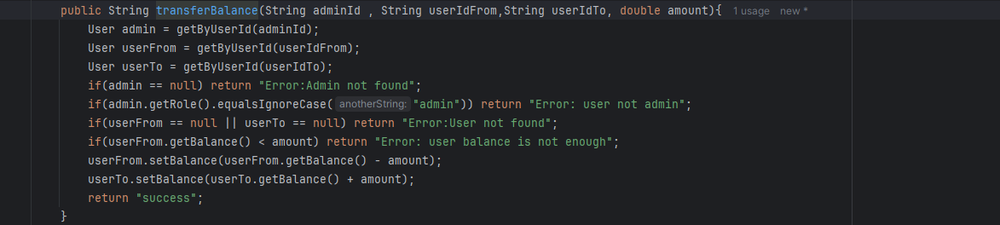 public String transferBalance(String adminId , String userIdFrom,String userIdTo, double amount){ 1 usage new *
User admin = getByUserId(adminId);
User userFrom = getByUserId(userIdFrom);
User userTo = getByUserId(userIdTo);
if(admin == null) return "Error:Admin not found";
if(admin.getRole().equalsIgnoreCase( anotherString: "admin")) return "Error: user not admin";
if(userFrom == null || userTo == null) return "Error:User not found";
if(userFrom.getBalance() < amount) return "Error: user balance is not enough";
userFrom.setBalance(userFrom.getBalance() - amount);
userTo.setBalance(userTo.getBalance() + amount);
return "success";
}